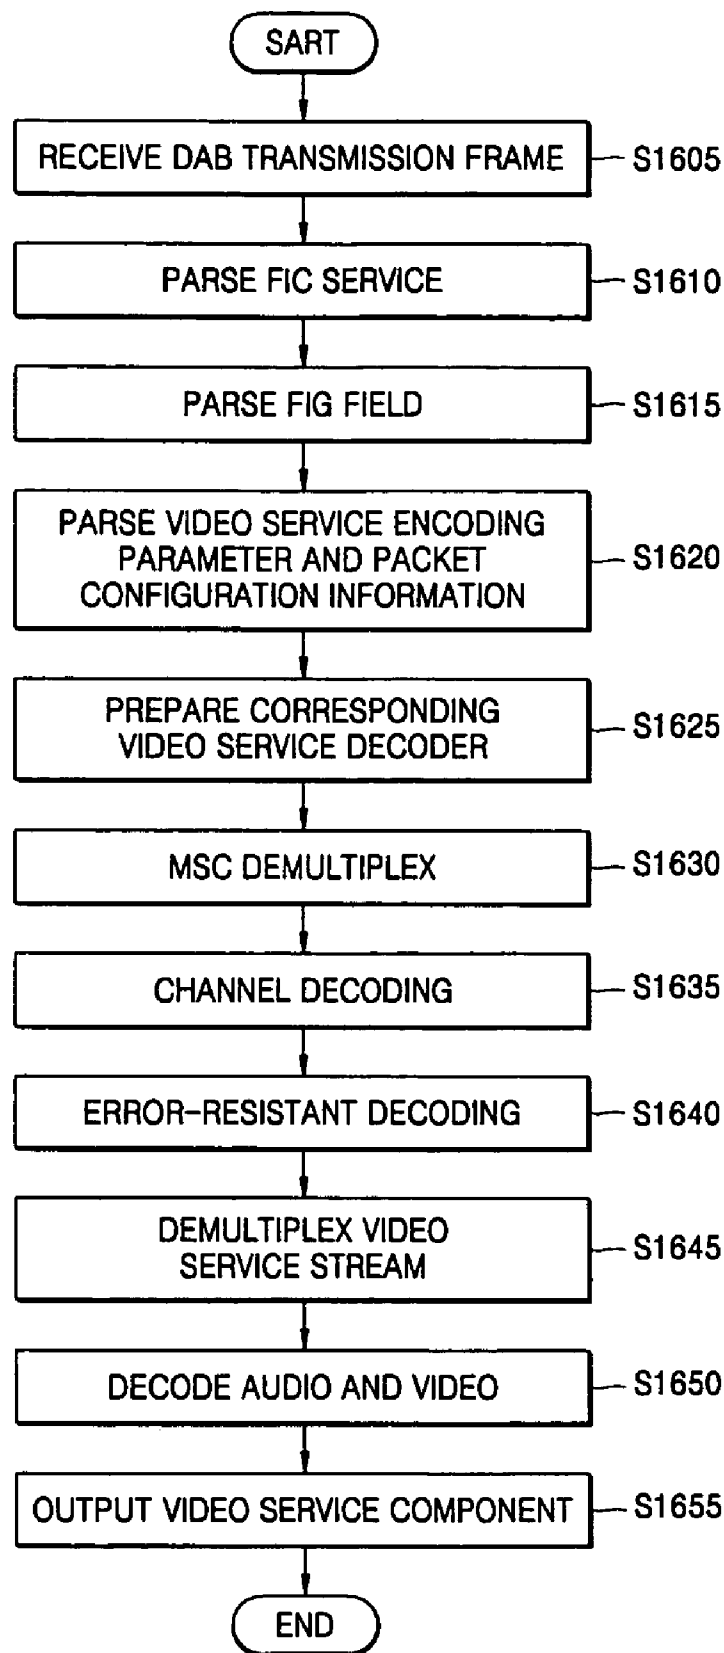 SART
RECEIVE DAB TRANSMISSION FRAME
S1605
PARSE FIC SERVICE
S1610
PARSE FIG FIELD
S1615
PARSE VIDEO SERVICE ENCODING
PARAMETER AND PACKET
CONFIGURATION INFORMATION
S1620
PREPARE CORRESPONDING
VIDEO SERVICE DECODER
S1625
MSC DEMULTIPLEX
S1630
CHANNEL DECODING
S1635
ERROR-RESISTANT DECODING
S1640
DEMULTIPLEX VIDEO
SERVICE STREAM
S1645
DECODE AUDIO AND VIDEO
S1650
OUTPUT VIDEO SERVICE COMPONENT
S1655
END